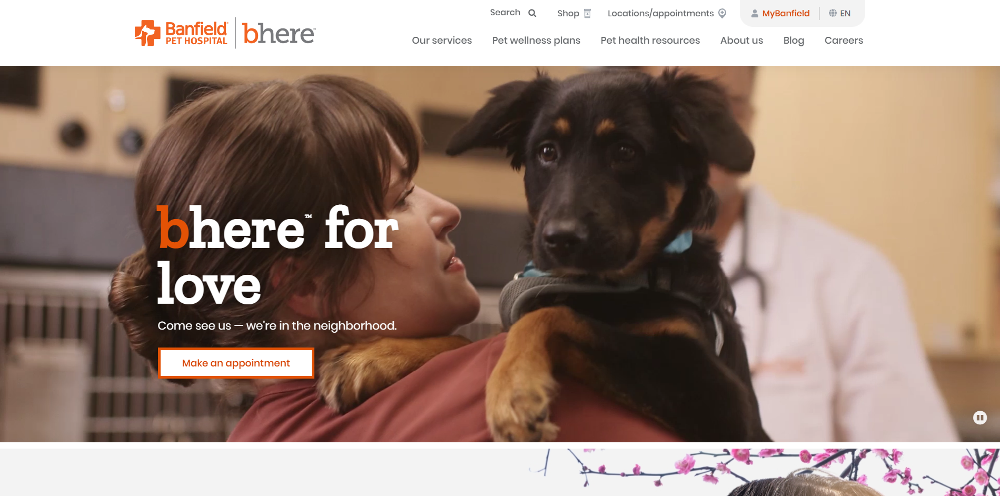 Search
Shop
Locations/appointments
MyBanfield
EN
Banfield
PET HOSPITAL
bhere™
Our services
Pet wellness plans
Pet health resources
About us
Blog
Careers
bhere™ for
love
Come see us — we’re in the neighborhood.
Make an appointment